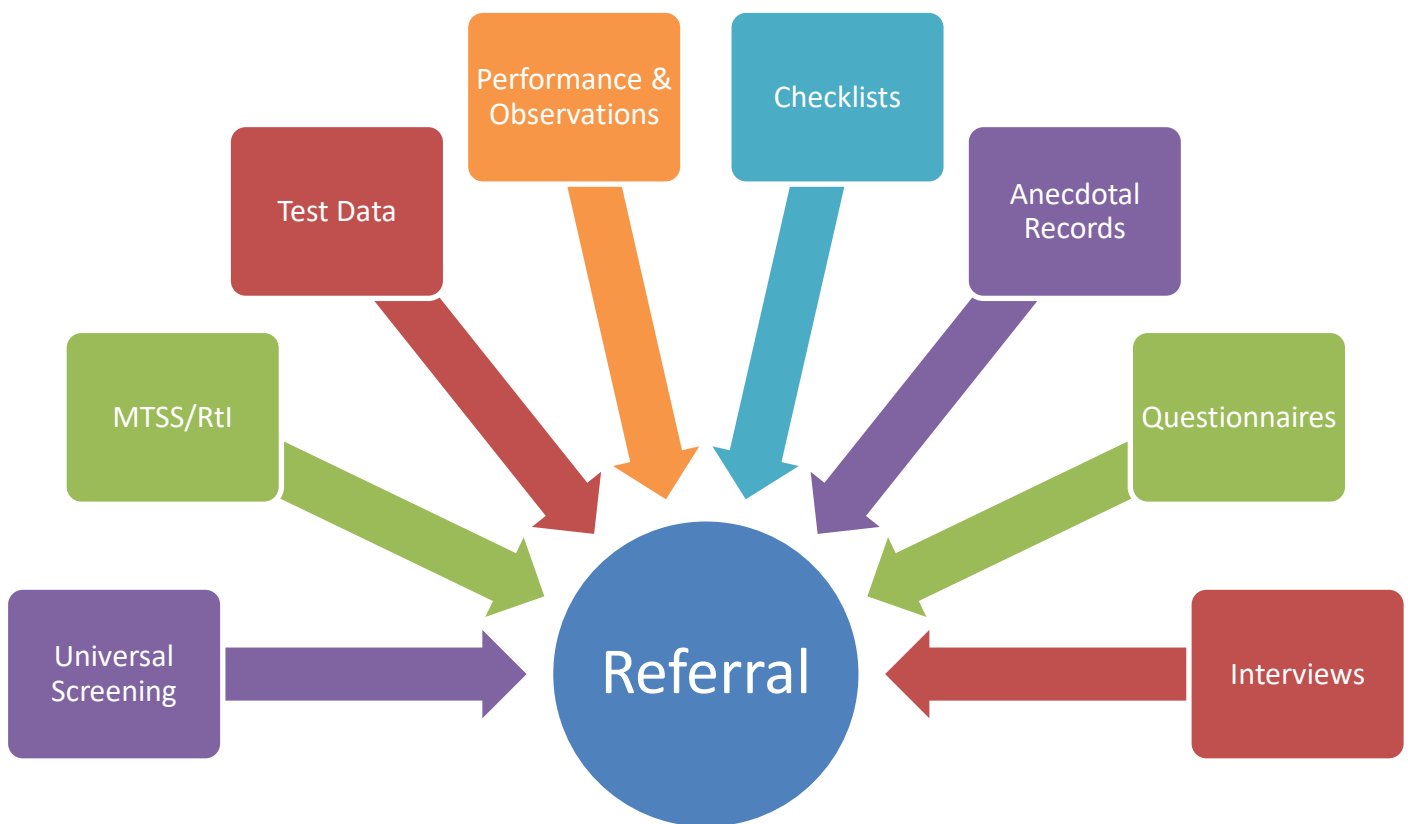 Performance &
Observations
Checklists
Test Data
Anecdotal
Records
MTSS/RtI
Questionnaires
Universal
Screening
Referral
Interviews